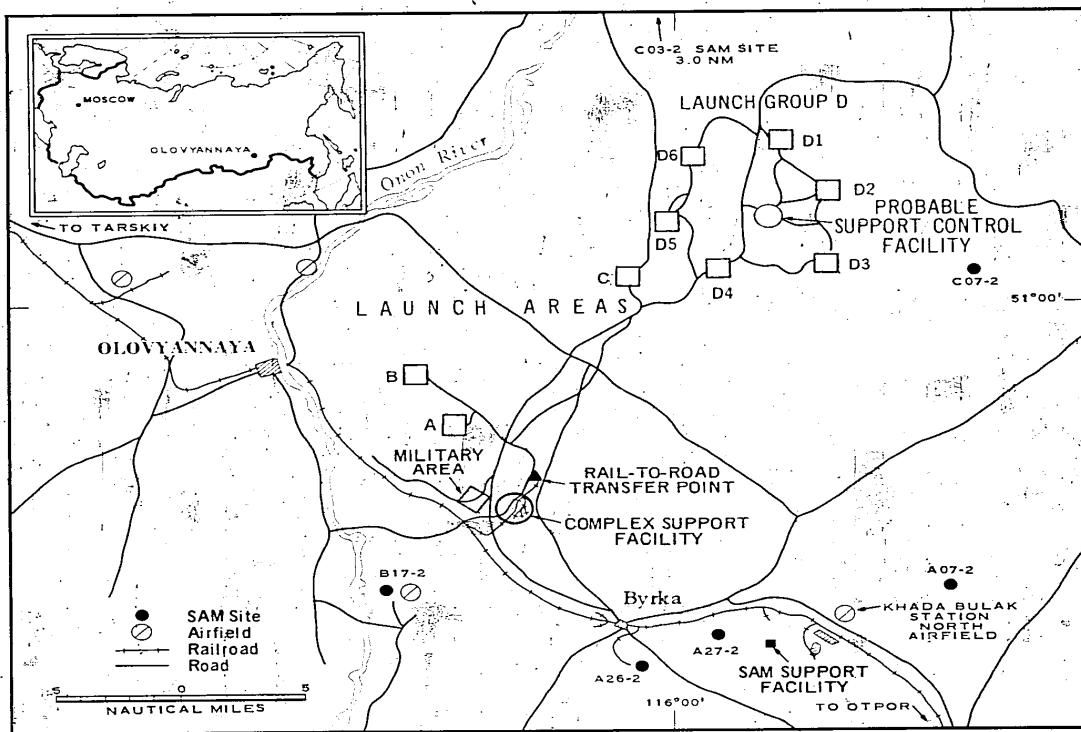 C03-2 SAM SITE
3.0 NM
MOSCOW
OLOVYANNAYA
Onon River
LAUNCH GROUP D
D1
D6
D2
PROBABLE
SUPPORT CONTROL
FACILITY
TO TARSKIY
D5
D3
D4
C
C07-2
51°00'
LAUNCH AREAS
OLOVYANNAYA
B
A
MILITARY
AREA
RAIL-TO-ROAD
TRANSFER POINT
COMPLEX SUPPORT
FACILITY
B17-2
A07-2
Byrka
KHADA BULAK
STATION
NORTH
AIRFIELD
SAM Site
Airfield
Railroad
Road
A27-2
A26-2
SAM SUPPORT
FACILITY
5 0 5
NAUTICAL MILES
116°00'
TO OTPOR